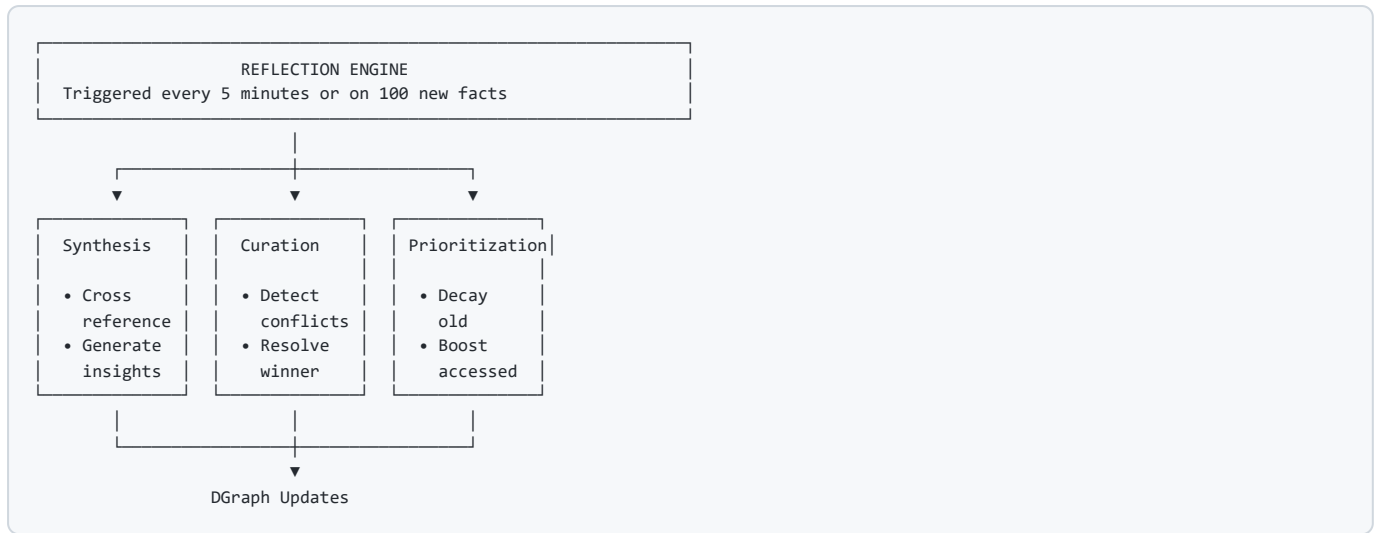 REFLECTION ENGINE
Triggered every 5 minutes or on 100 new facts
Synthesis
• Cross
reference
• Generate
insights
Curation
• Detect
conflicts
• Resolve
winner
Prioritization
• Decay
old
• Boost
accessed
DGraph Updates